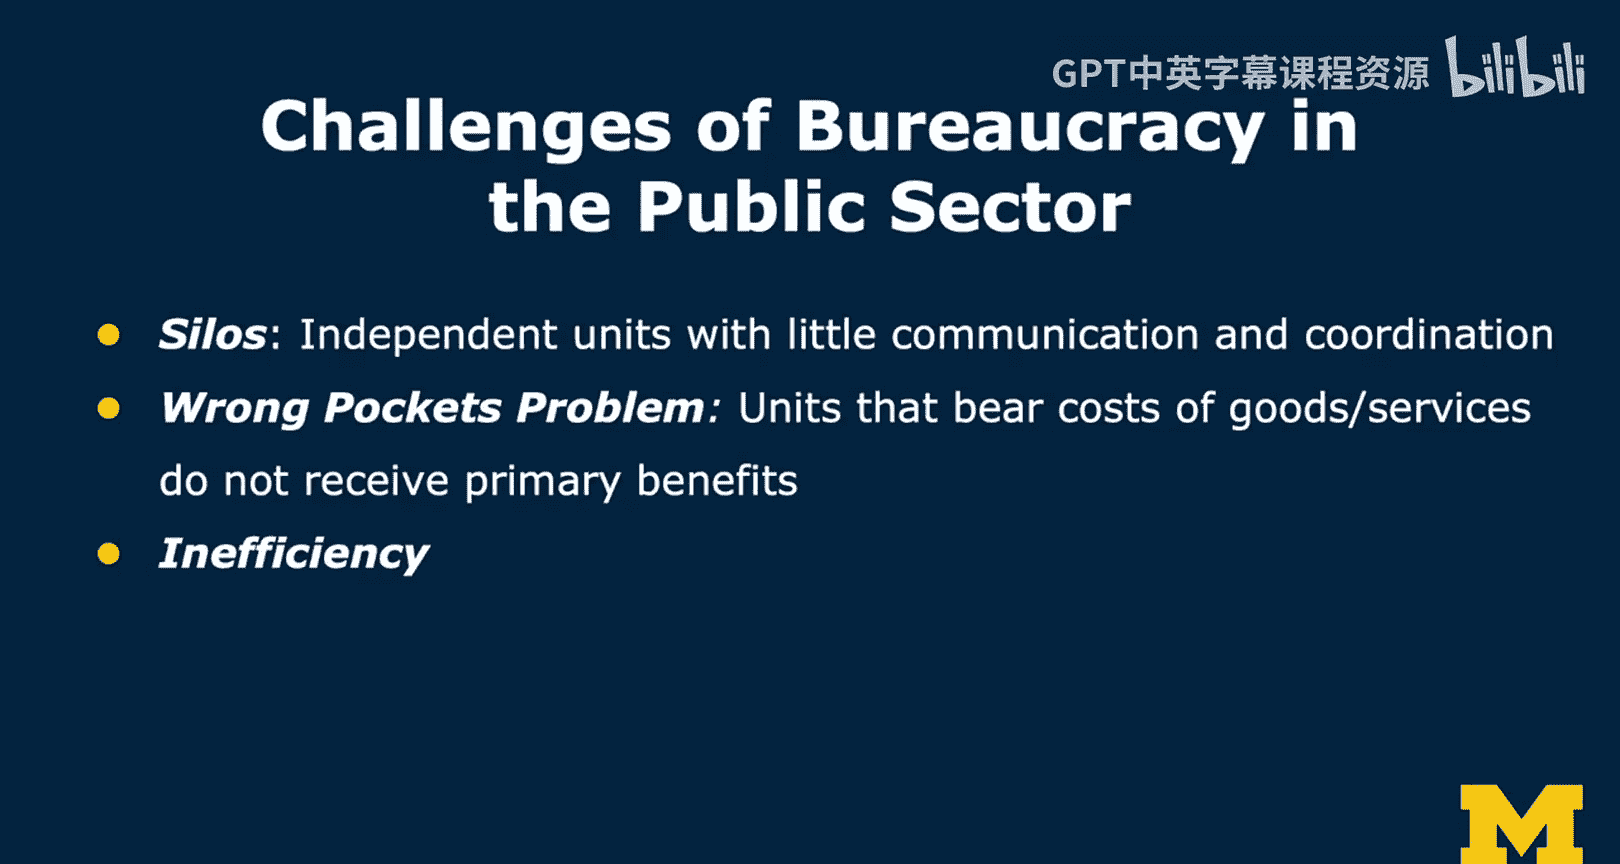 GPT中英字幕课程资源 bilibili
Challenges of Bureaucracy in
the Public Sector
Silos: Independent units with little communication and coordination
Wrong Pockets Problem: Units that bear costs of goods/services
do not receive primary benefits
Inefficiency
M